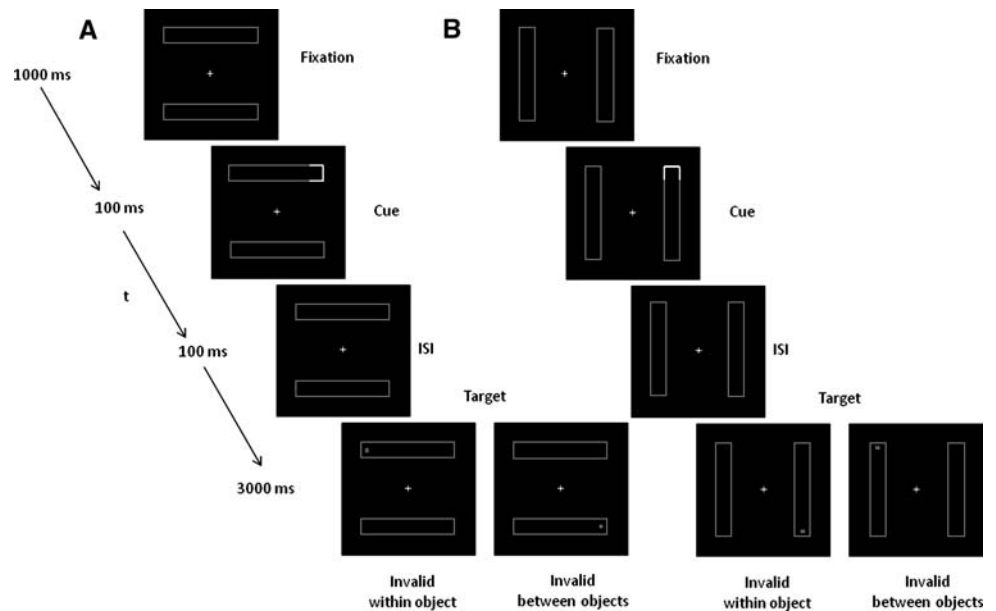 A
B
Fixation
Fixation
1000 ms
Cue
Cue
100 ms
t
ISI
ISI
100 ms
Target
Target
3000 ms
Invalid
within object
Invalid
between objects
Invalid
within object
Invalid
between objects